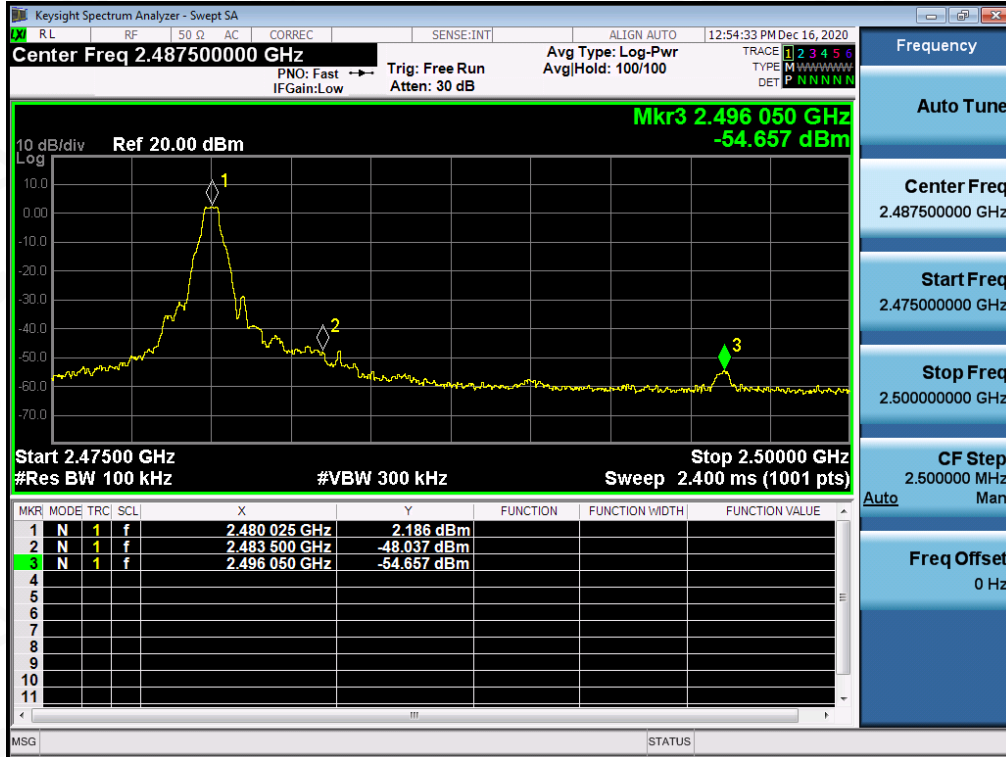 Keysight Spectrum Analyzer - Swept SA
LXI RL RF 50 Ω AC CORREC SENSE:INT ALIGN AUTO 12:54:33 PM Dec 16, 2020
Center Freq 2.487500000 GHz
PNO: Fast
IFGain:Low
Trig: Free Run
Atten: 30 dB
Avg Type: Log-Pwr
Avg|Hold: 100/100
TRACE 1 2 3 4 5 6
TYPE M WWWWW
DET P N N N N N
Mkr3 2.496 050 GHz
-54.657 dBm
10 dB/div Ref 20.00 dBm
Log
10.0
0.00
-10.0
-20.0
-30.0
-40.0
-50.0
-60.0
-70.0
1
2
3
Start 2.47500 GHz Stop 2.50000 GHz
#Res BW 100 kHz #VBW 300 kHz Sweep 2.400 ms (1001 pts)
MKR MODE TRC SCL X Y FUNCTION FUNCTION WIDTH FUNCTION VALUE
1 N 1 f 2.480 025 GHz 2.186 dBm
2 N 1 f 2.483 500 GHz -48.037 dBm
3 N 1 f 2.496 050 GHz -54.657 dBm
4
5
6
7
8
9
10
11
MSG STATUS
Frequency
Auto Tune
Center Freq
2.487500000 GHz
Start Freq
2.475000000 GHz
Stop Freq
2.500000000 GHz
CF Step
2.500000 MHz
Auto Man
Freq Offset
0 Hz